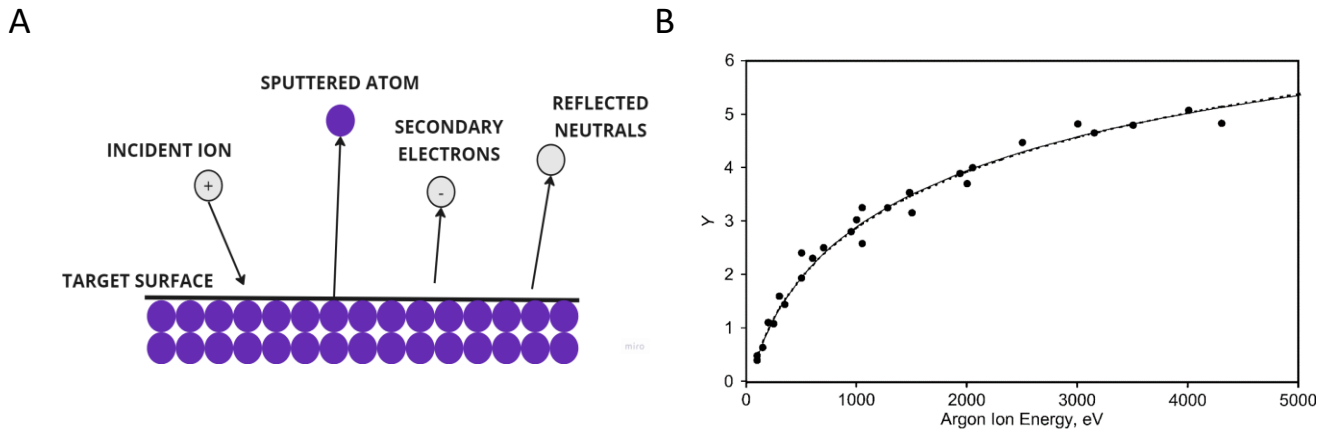 A
B
SPUTTERED ATOM
REFLECTED
NEUTRALS
SECONDARY
ELECTRONS
INCIDENT ION
+
-
TARGET SURFACE
miro
6
5
4
3
2
1
0
Y
0 1000 2000 3000 4000 5000
Argon Ion Energy, eV